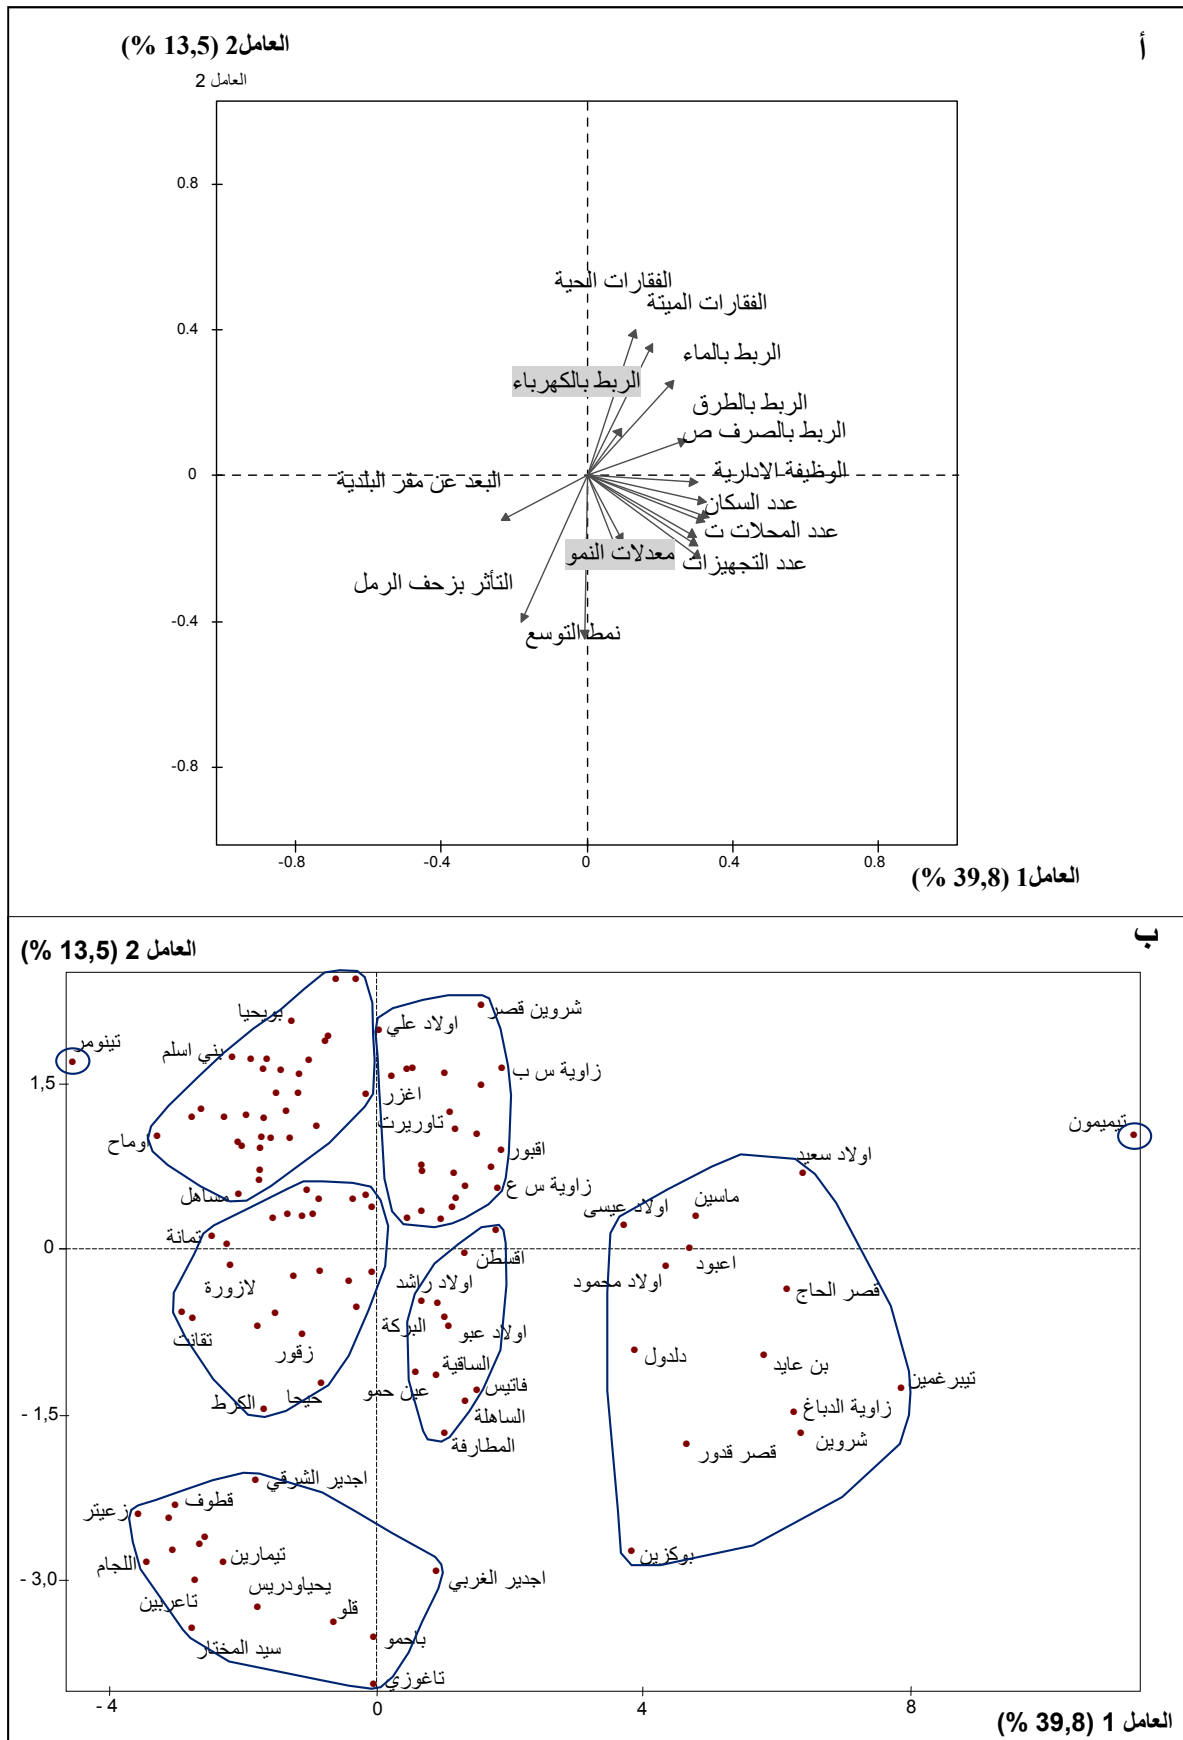 أ
العامل2 (13,5 %)
العامل 2
0.8
0.4
0
-0.4
-0.8
الفقارات الحية
الفقارات الميتة
الربط بالماء
الربط بالكهرباء
الربط بالطرق
الربط بالصرف ص
الوظيفة الادارية
البعد عن مقر البلدية
عدد السكان
عدد المحلات ت
معدلات النمو
عدد التجهيزات
التأثر بزحف الرمل
نمط التوسع
-0.8
-0.4
0
0.4
0.8
العامل1 (39,8 %)
ب
العامل 2 (13,5 %)
1,5
0
- 1,5
- 3,0
شروين قصر
بويحيا
اولاد علي
تينومر
بني اسلم
زاوية س ب
اغزر
تاوريرت
تيميمون
اوماح
اقبور
اولاد سعيد
زاوية س ع
مساهل
ماسين
اولاد عيسى
تمانة
اقسطن
اعبود
اولاد محمود
اولاد راشد
لازورة
قصر الحاج
البركة
اولاد عبو
تقانت
زقور
دلدول
بن عايد
الساقية
تيبرغمين
عين حمو
فاتيس
حيحا
الكرط
زاوية الدباغ
الساهلة
شروين
المطارفة
قصر قدور
اجدير الشرقي
قطوف
زعيتر
بوكزين
اللجام
تيمارين
اجدير الغربي
يحياودريس
تاعربين
قلو
باحمو
سيد المختار
تاغوزي
- 4
0
4
8
العامل 1 (39,8 %)